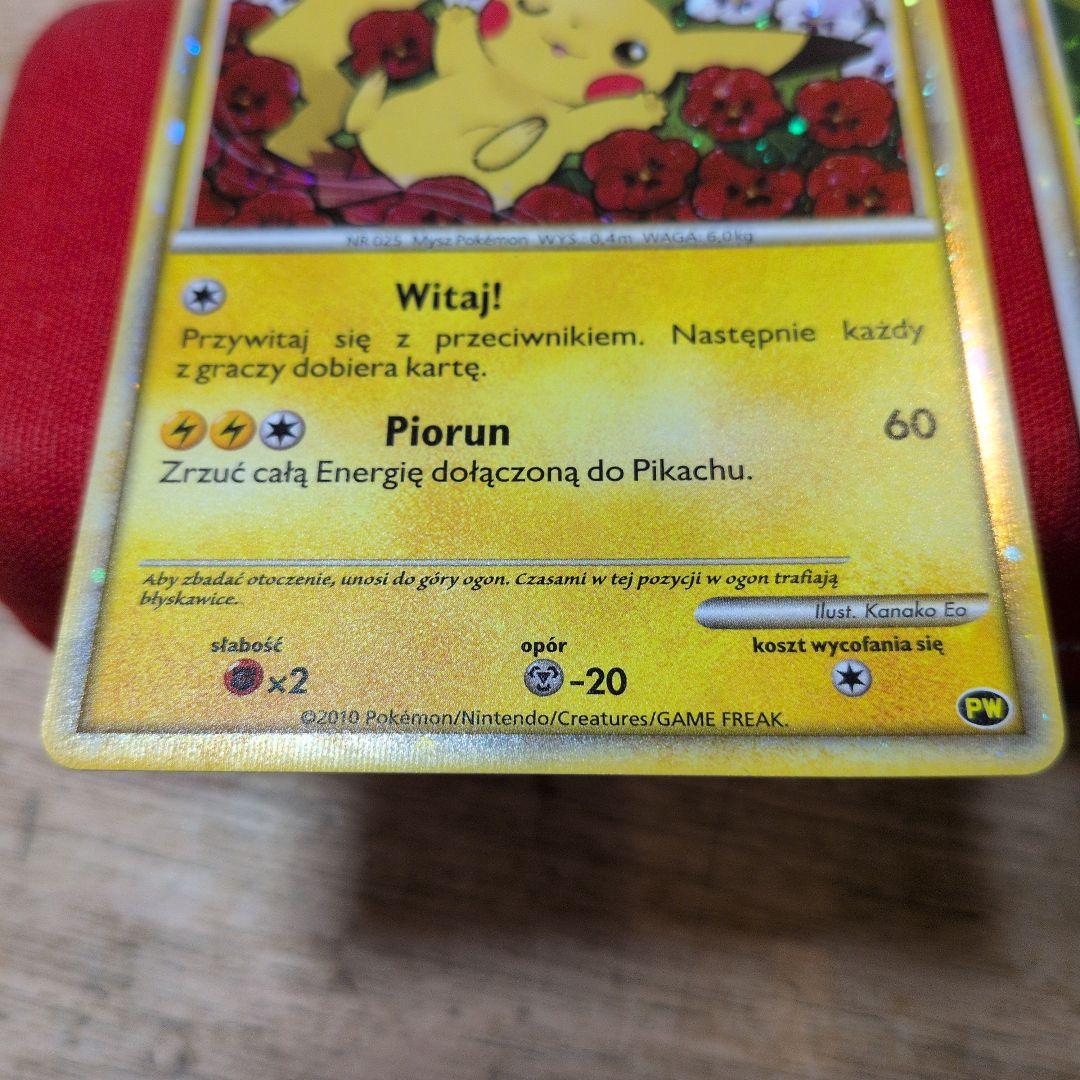 NR 025 Mysz Pokémon WYS.: 0,4m WAGA: 6,0kg
Witaj!
Przywitaj się z przeciwnikiem. Następnie każdy
z graczy dobiera kartę.
Piorun 60
Zrzuć całą Energię dołączoną do Pikachu.
Aby zbadać otoczenie, unosi do góry ogon. Czasami w tej pozycji w ogon trafiają
błyskawice.
Ilust. Kanako Eo
słabość opór koszt wycofania się
x2 -20
©2010 Pokémon/Nintendo/Creatures/GAME FREAK.
PW